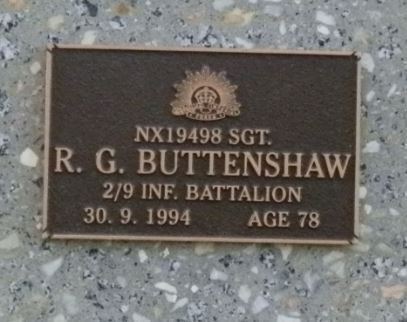 NX19498 SGT.
R. G. BUTTENSHAW
2/9 INF. BATTALION
30. 9. 1994 AGE 78